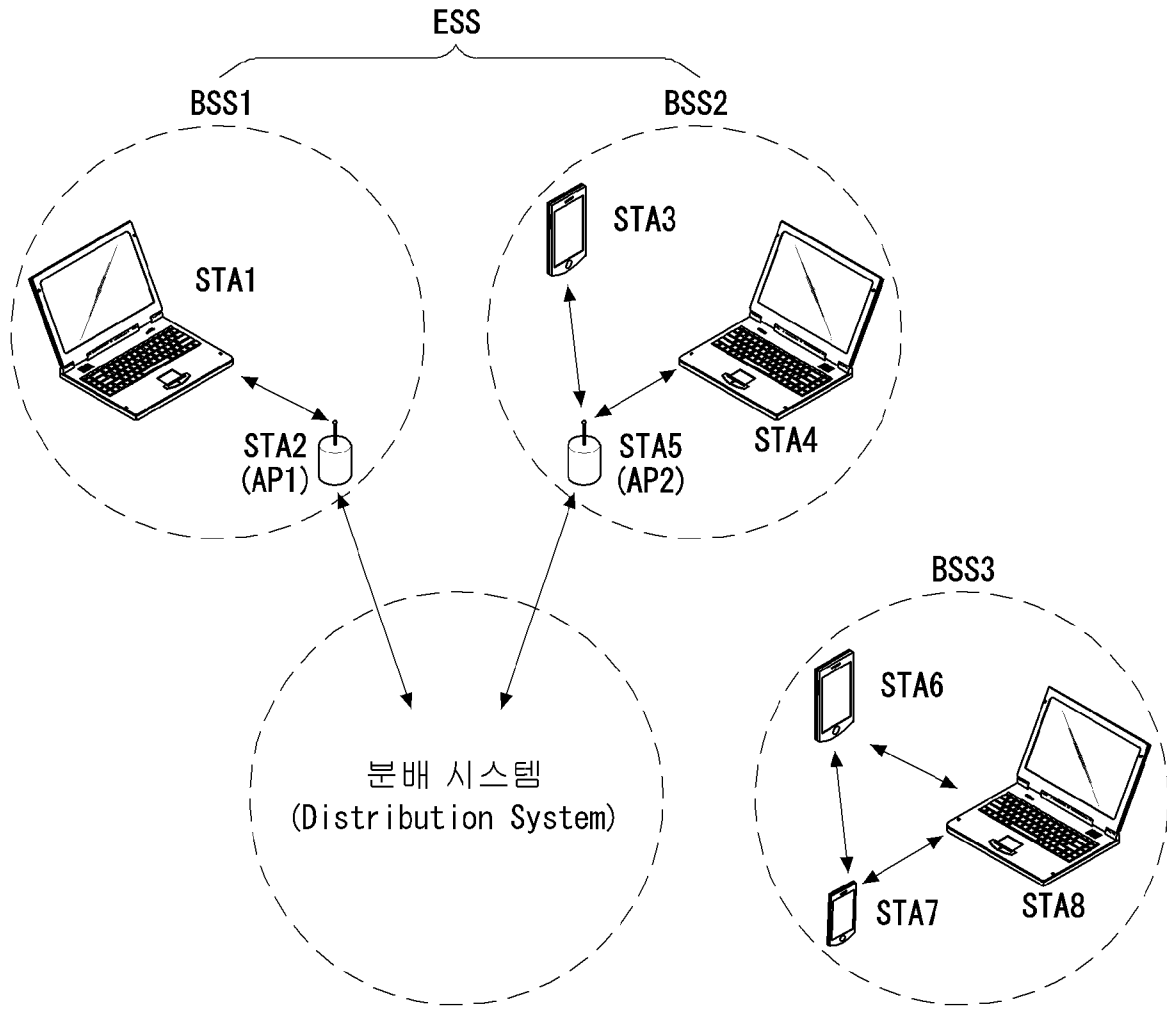 ESS
BSS1
BSS2
STA3
STA1
STA2
(AP1)
STA5
(AP2)
STA4
BSS3
STA6
분배 시스템
(Distribution System)
STA7
STA8